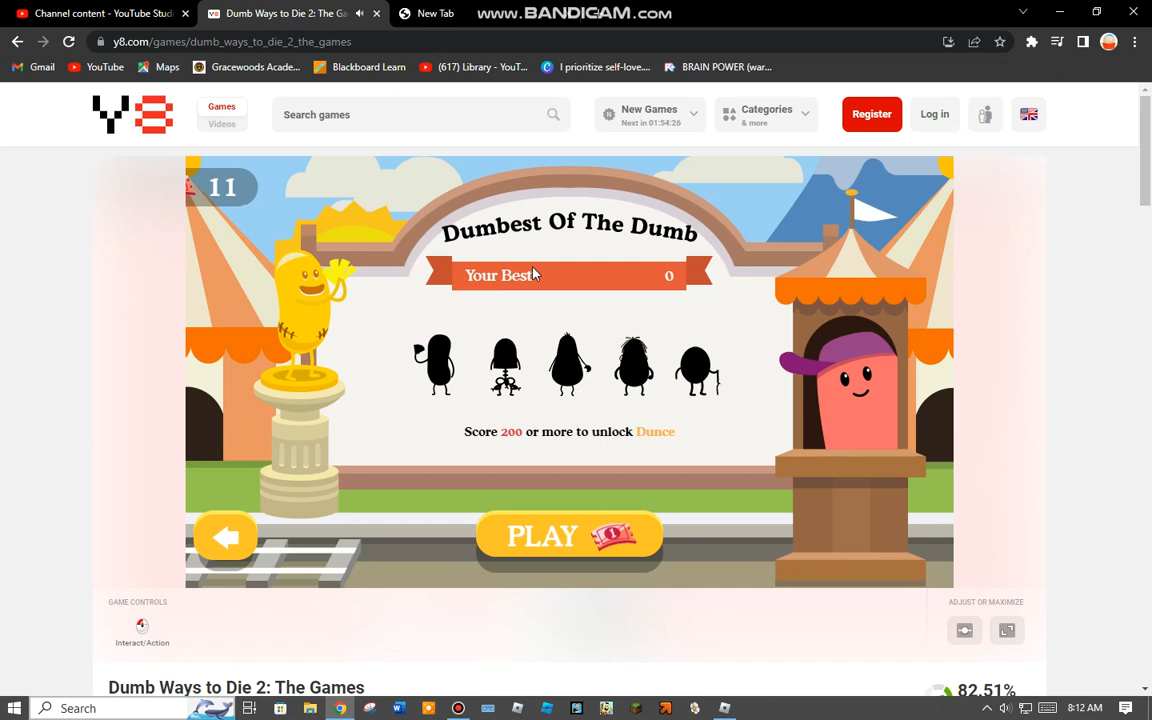 Channel content - YouTube Studi
Dumb Ways to Die 2: The Ga
New Tab
www.BANDICAM.com
y8.com/games/dumb_ways_to_die_2_the_games
Gmail
YouTube
Maps
Gracewoods Acade...
Blackboard Learn
(617) Library - YouT...
I prioritize self-love....
BRAIN POWER (war...
Y8
Games
Videos
Search games
New Games
Next in 01:54:26
Categories
& more
Register
Log in
11
Dumbest Of The Dumb
Your Best 0
Score 200 or more to unlock Dunce
PLAY 1
GAME CONTROLS
Interact/Action
ADJUST OR MAXIMIZE
Dumb Ways to Die 2: The Games
82.51%
Search
8:12 AM